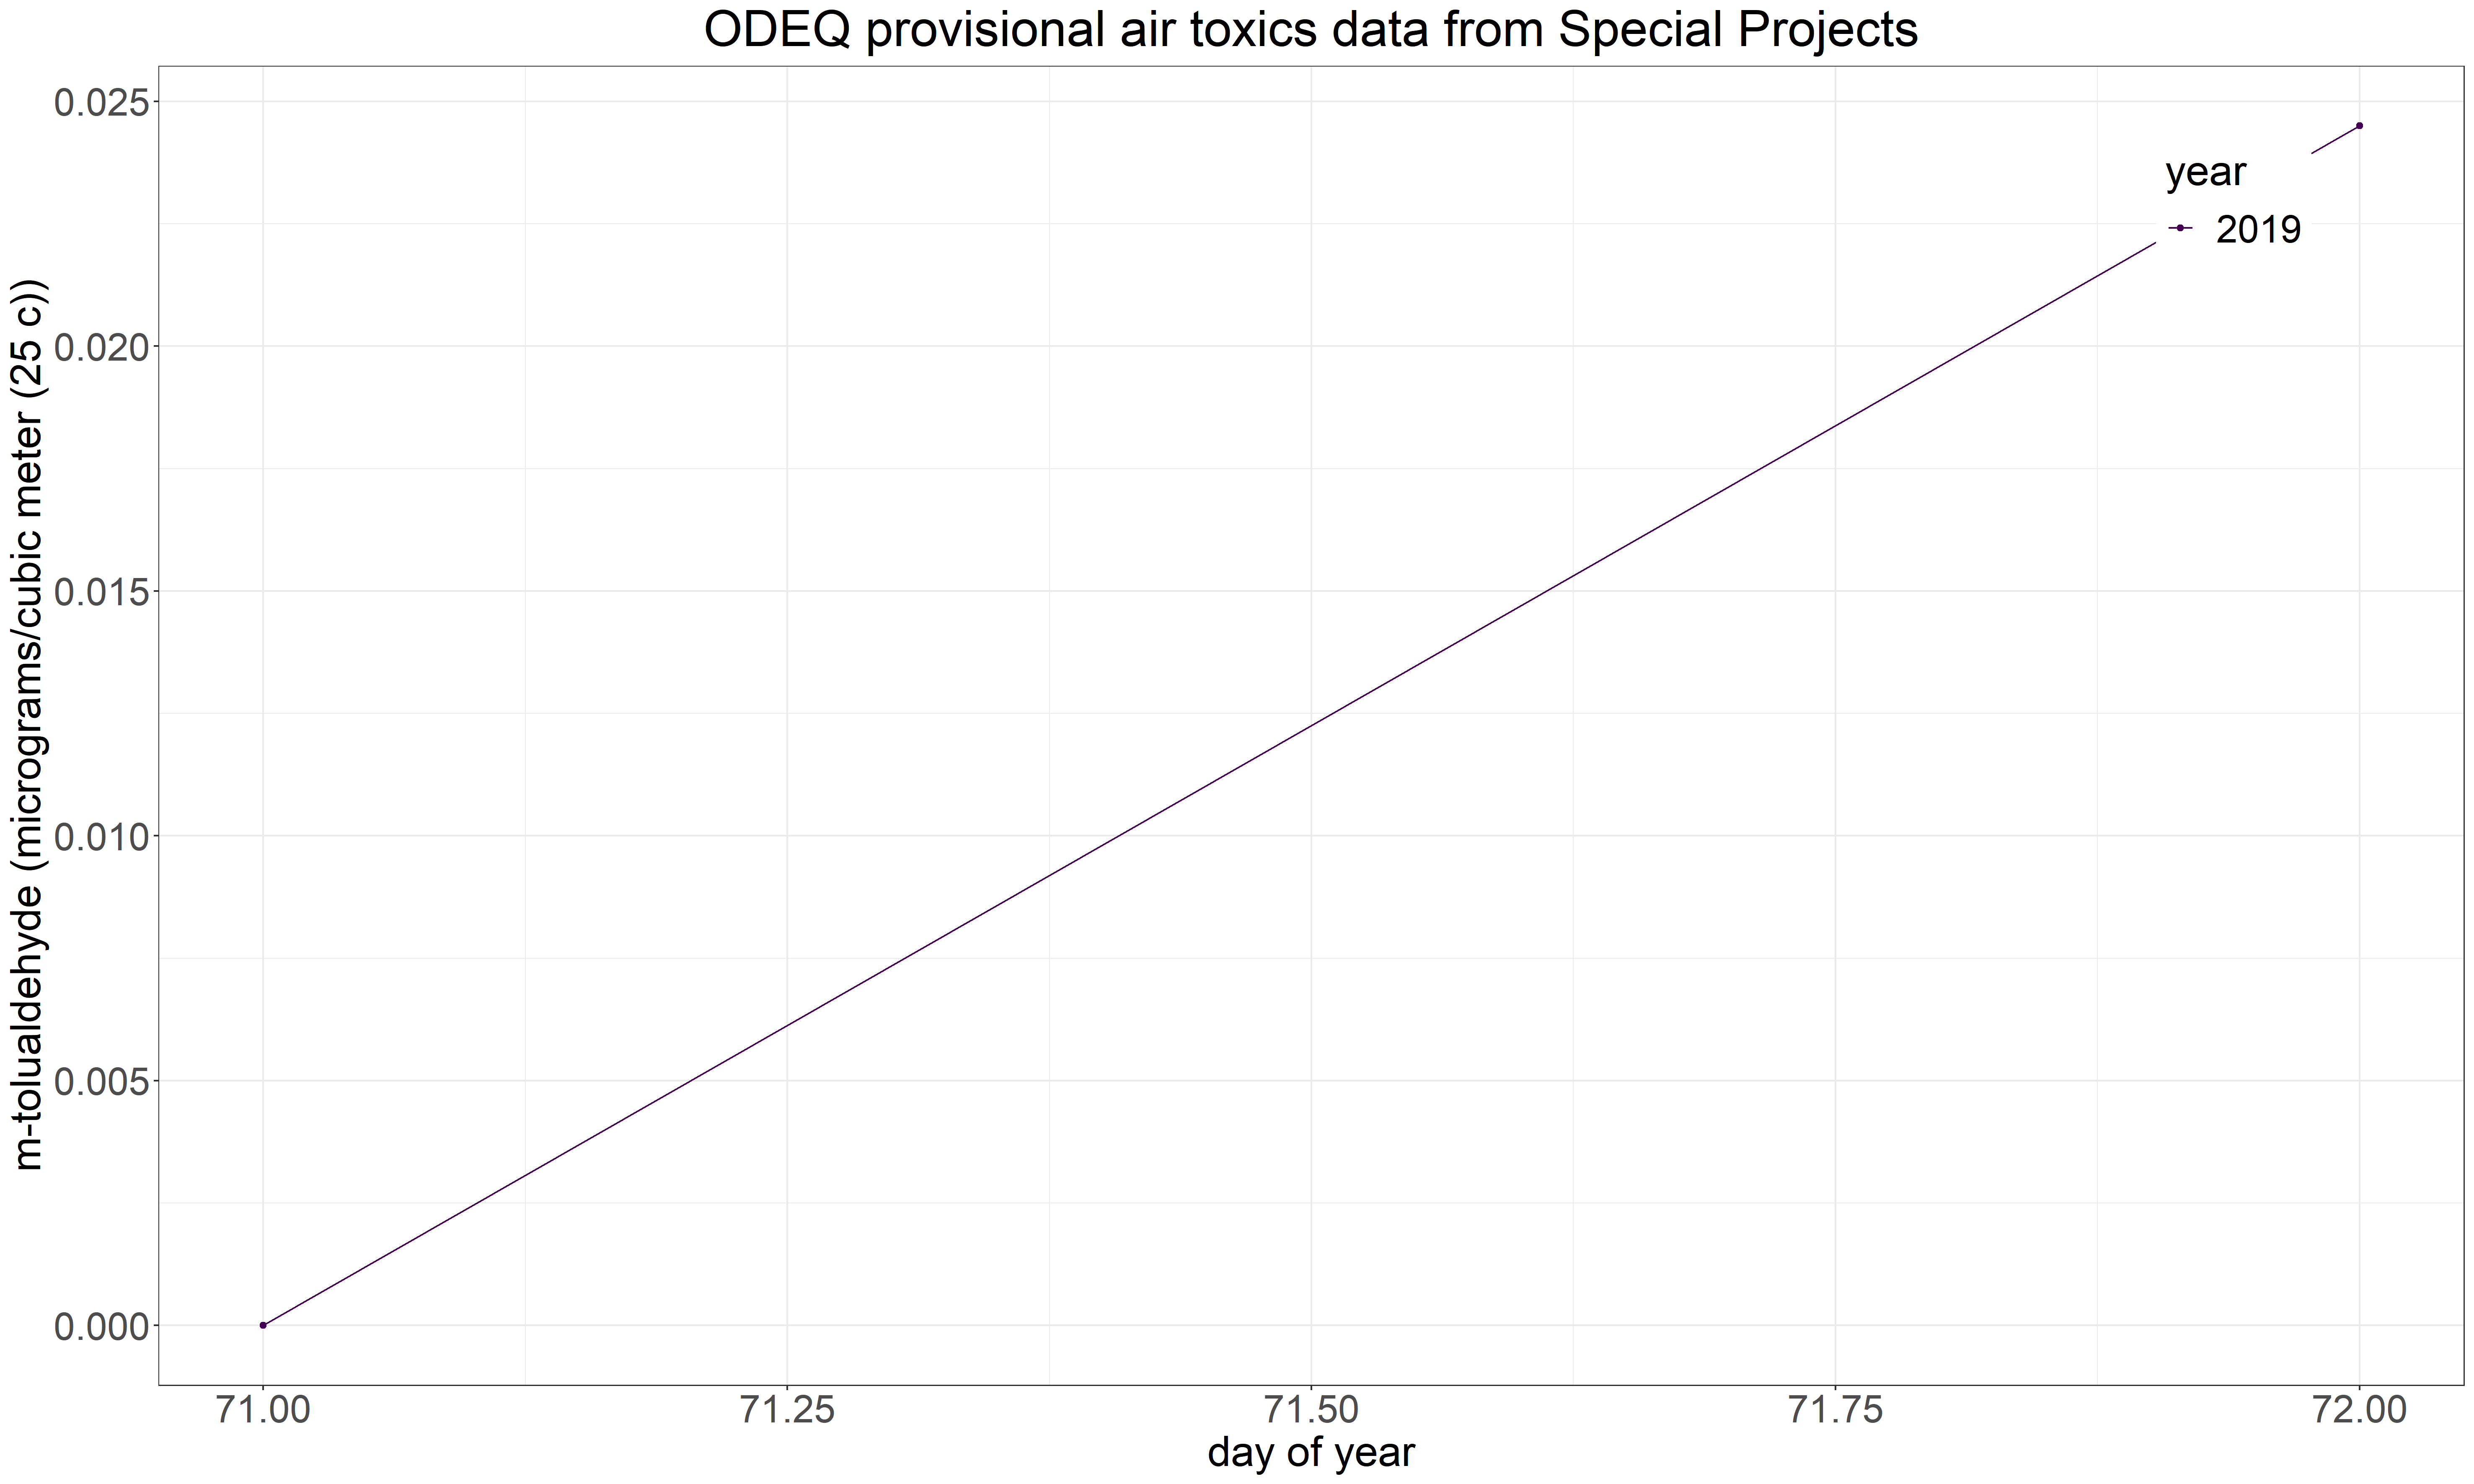 ODEQ provisional air toxics data from Special Projects
m-tolualdehyde (micrograms/cubic meter (25 c))
0.025
0.020
0.015
0.010
0.005
0.000
year
2019
71.00 71.25 71.50 71.75 72.00
day of year